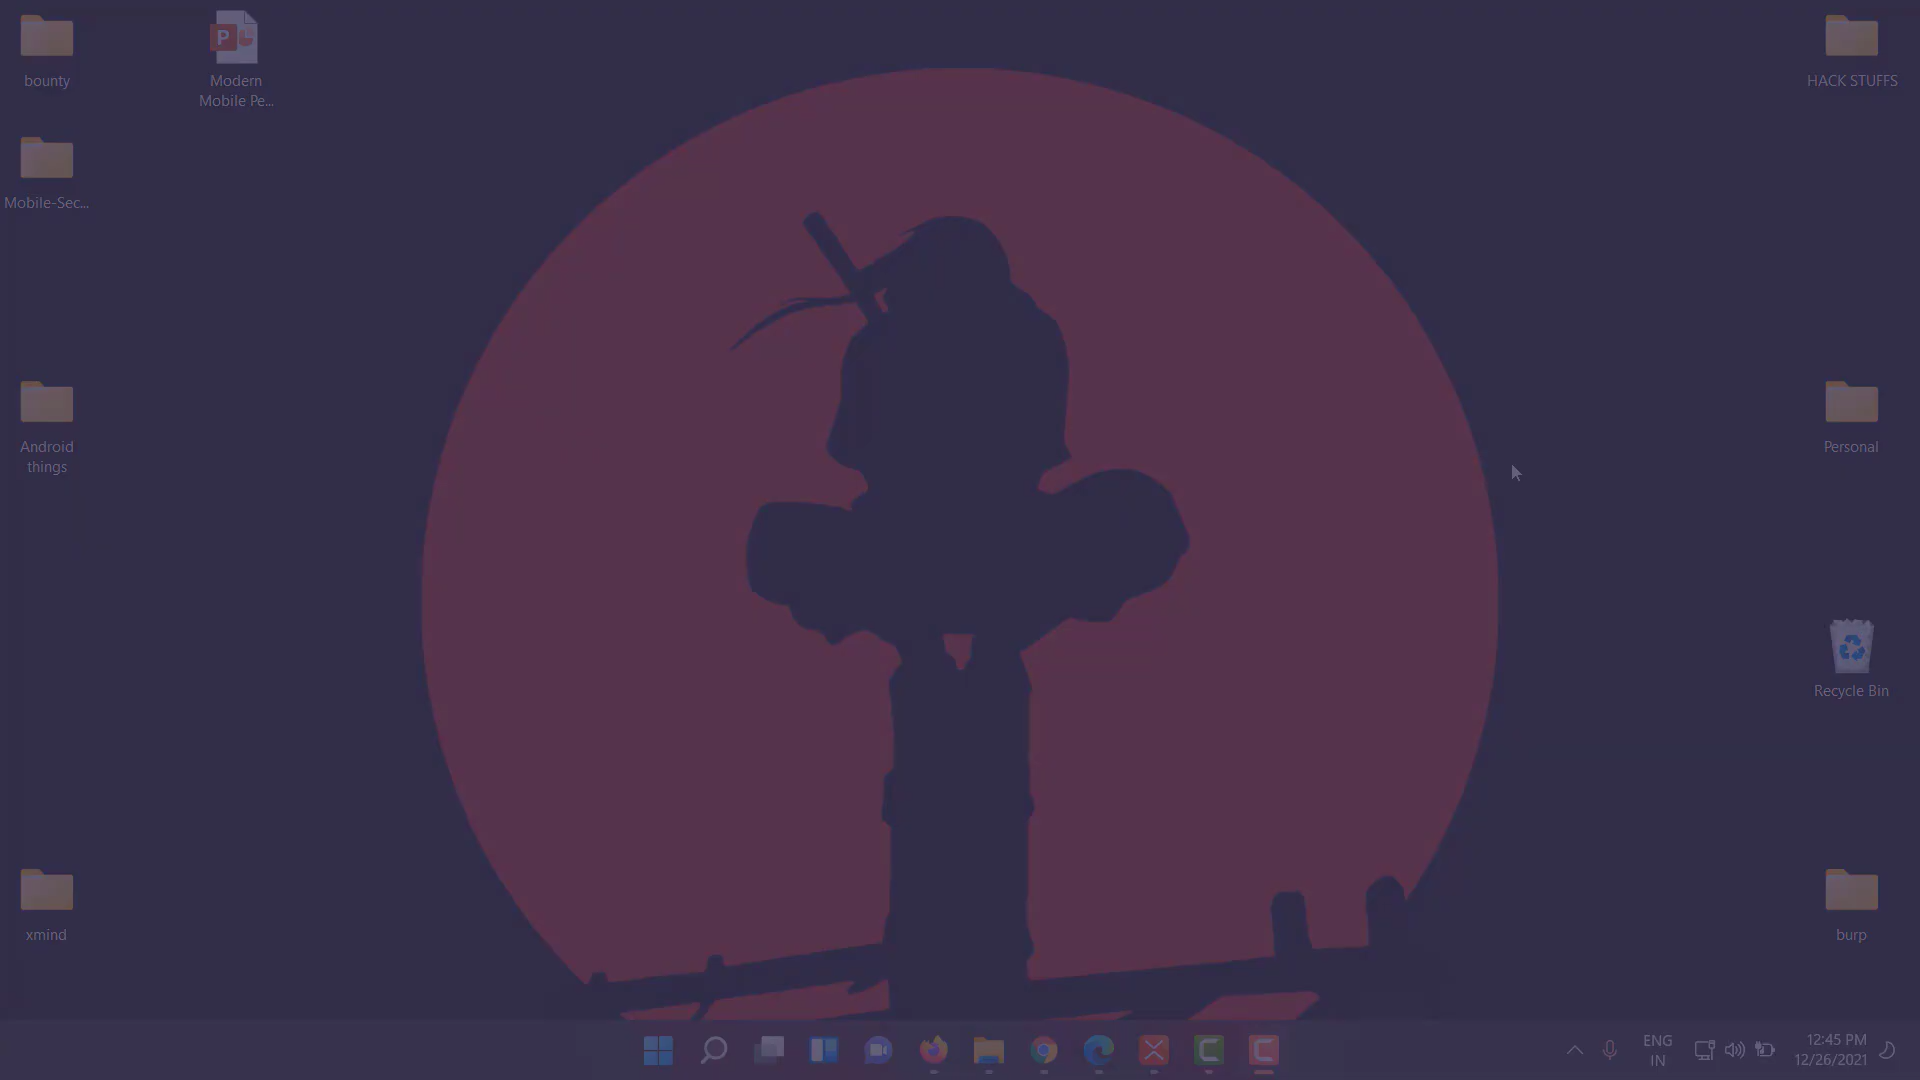 bounty
Modern
Mobile Pe...
HACK STUFFS
Mobile-Sec...
Android
things
Personal
Recycle Bin
xmind
burp
ENG
IN
12:45 PM
12/26/2021